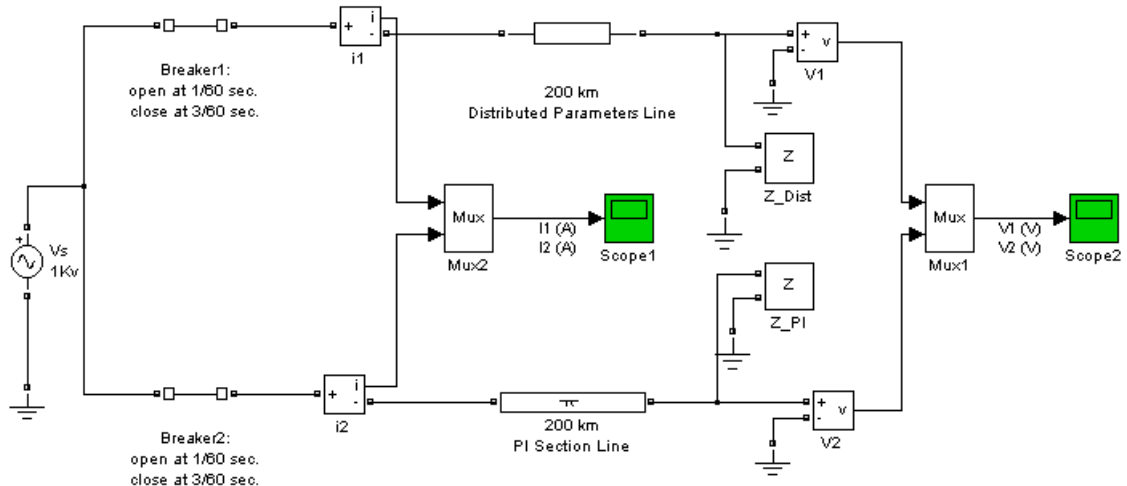 i
+
-
i1
Breaker1:
open at 1/60 sec.
close at 3/60 sec.
200 km
Distributed Parameters Line
+
-
v
V1
Z
Z_Dist
Mux
Mux2
I1 (A)
I2 (A)
Scope1
Mux
Mux1
V1 (V)
V2 (V)
Scope2
+
Vs
1Kv
Z
Z_PI
i
+
-
i2
200 km
PI Section Line
+
-
v
V2
Breaker2:
open at 1/60 sec.
close at 3/60 sec.